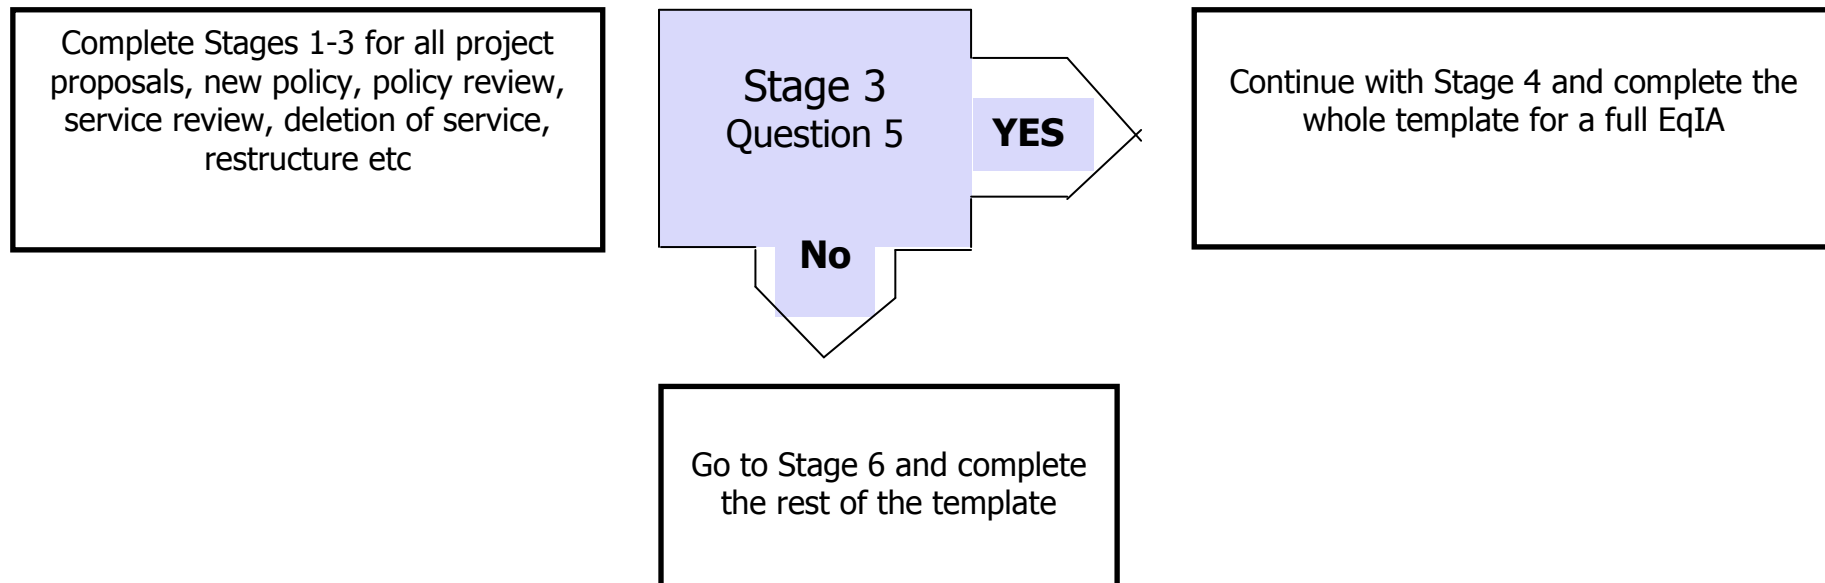 Complete Stages 1-3 for all project
proposals, new policy, policy review,
service review, deletion of service,
restructure etc
Stage 3
Question 5
YES
No
Continue with Stage 4 and complete the
whole template for a full EqIA
Go to Stage 6 and complete
the rest of the template